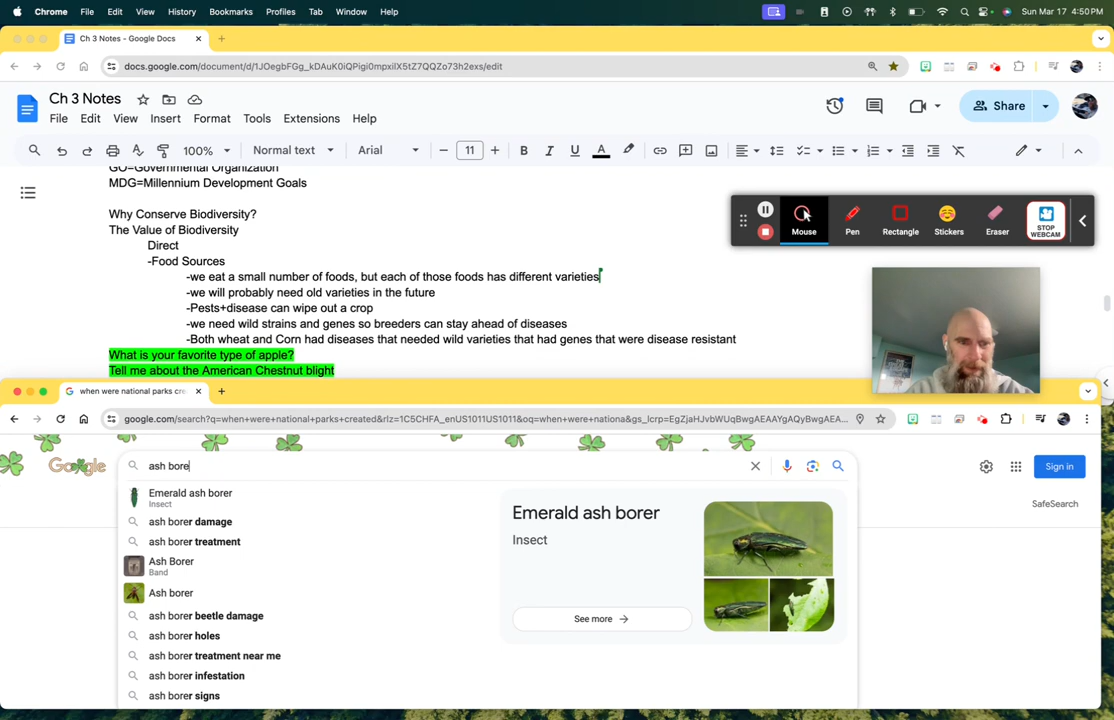 Chrome File Edit View History Bookmarks Profiles Tab Window Help Sun Mar 17 4:50PM
Ch 3 Notes - Google Docs
docs.google.com/document/d/1JOegbFGg_kDAuK0iQPigi0mpxilX5tZ7QQZo73h2exs/edit
Ch 3 Notes
Share
File Edit View Insert Format Tools Extensions Help
100% Normal text Arial 11
GO=Governmental Organization
MDG=Millennium Development Goals
Why Conserve Biodiversity?
The Value of Biodiversity
Direct
-Food Sources
-we eat a small number of foods, but each of those foods has different varieties
-we will probably need old varieties in the future
-Pests+disease can wipe out a crop
-we need wild strains and genes so breeders can stay ahead of diseases
-Both wheat and Corn had diseases that needed wild varieties that had genes that were disease resistant
What is your favorite type of apple?
Tell me about the American Chestnut blight
Mouse Pen Rectangle Stickers Eraser STOP WEBCAM
when were national parks cre
google.com/search?q=when+were+national+parks+created&rlz=1C5CHFA_enUS1011US1011&oq=when+were+nationa&gs_lcrp=EgZjaHJvbWUqBwgAEAAYgAQyBwgAEAA
Google
ash bore
Sign in
SafeSearch
Emerald ash borer
Insect
ash borer damage
ash borer treatment
Ash Borer
Band
Ash borer
ash borer beetle damage
ash borer holes
ash borer treatment near me
ash borer infestation
ash borer signs
Emerald ash borer
Insect
See more